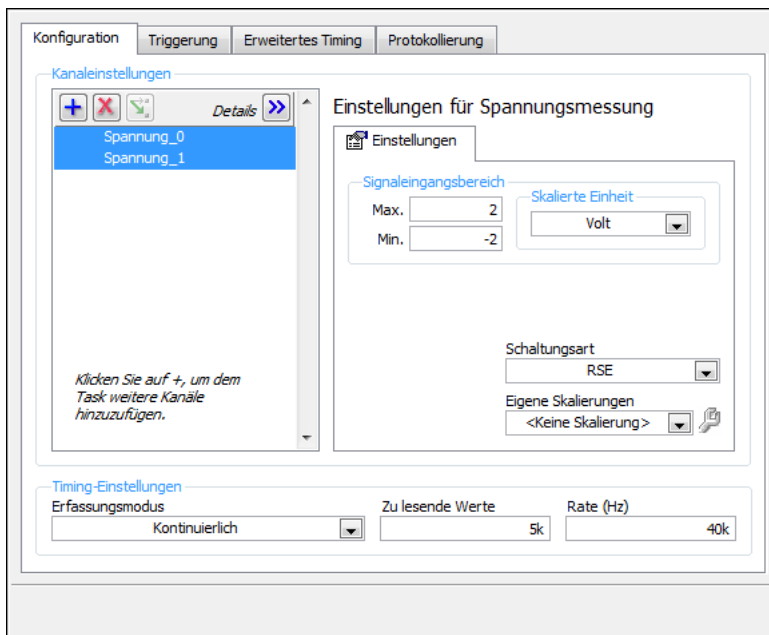 Konfiguration
Triggerung
Erweitertes Timing
Protokollierung
Kanaleinstellungen
Details
Spannung_0
Spannung_1
Klicken Sie auf +, um dem
Task weitere Kanäle
hinzuzufügen.
Einstellungen für Spannungsmessung
Einstellungen
Signaleingangsbereich
Max. 2
Min. -2
Skalierte Einheit
Volt
Schaltungsart
RSE
Eigene Skalierungen
<Keine Skalierung>
Timing-Einstellungen
Erfassungsmodus
Kontinuierlich
Zu lesende Werte
5k
Rate (Hz)
40k